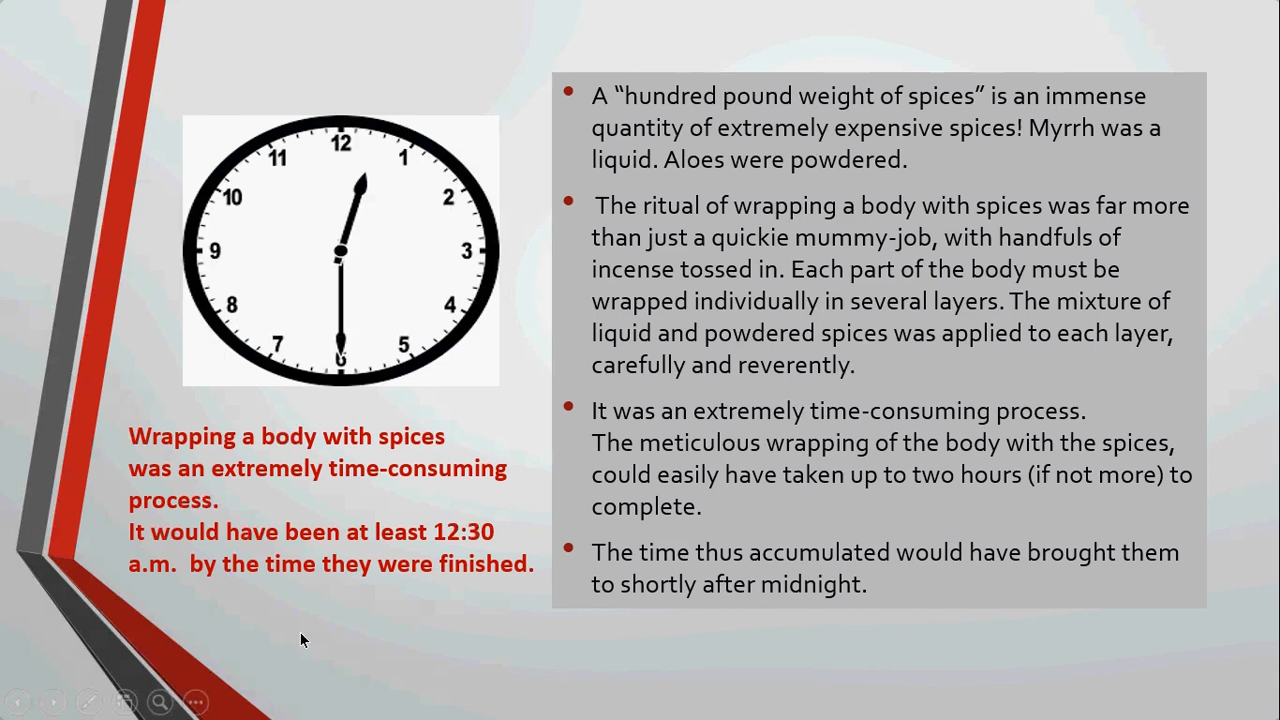 12
11
1
10
2
9
3
8
4
7
5
6
Wrapping a body with spices
was an extremely time-consuming
process.
It would have been at least 12:30
a.m.  by the time they were finished.
• A “hundred pound weight of spices” is an immense
quantity of extremely expensive spices! Myrrh was a
liquid. Aloes were powdered.
• The ritual of wrapping a body with spices was far more
than just a quickie mummy-job, with handfuls of
incense tossed in. Each part of the body must be
wrapped individually in several layers. The mixture of
liquid and powdered spices was applied to each layer,
carefully and reverently.
• It was an extremely time-consuming process.
The meticulous wrapping of the body with the spices,
could easily have taken up to two hours (if not more) to
complete.
• The time thus accumulated would have brought them
to shortly after midnight.